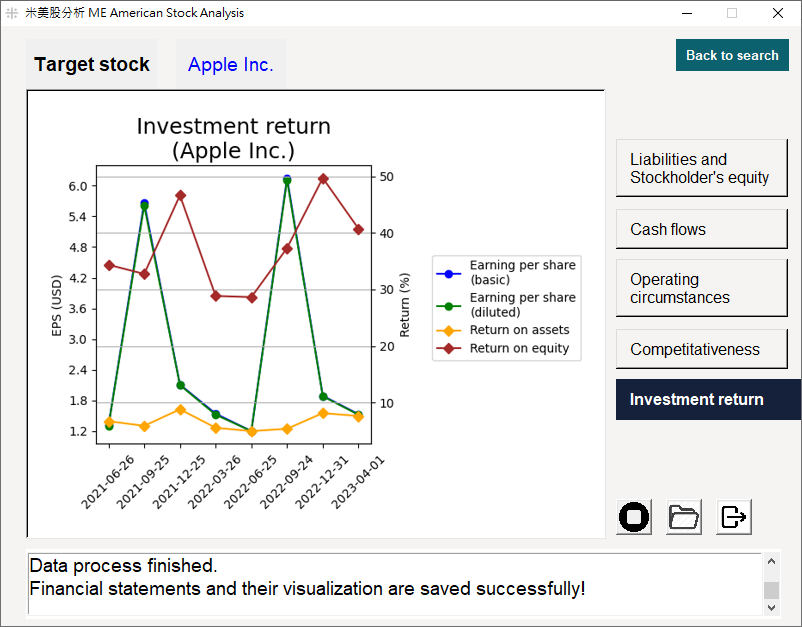 米美股分析 ME American Stock Analysis
Target stock
Apple Inc.
Back to search
Investment return
(Apple Inc.)
EPS (USD)
6.0
5.4
4.8
4.2
3.6
3.0
2.4
1.8
1.2
50
40
30
20
10
Return (%)
2021-06-26
2021-09-25
2021-12-25
2022-03-26
2022-06-25
2022-09-24
2022-12-31
2023-04-01
Earning per share
(basic)
Earning per share
(diluted)
Return on assets
Return on equity
Liabilities and
Stockholder's equity
Cash flows
Operating
circumstances
Competitativeness
Investment return
Data process finished.
Financial statements and their visualization are saved successfully!